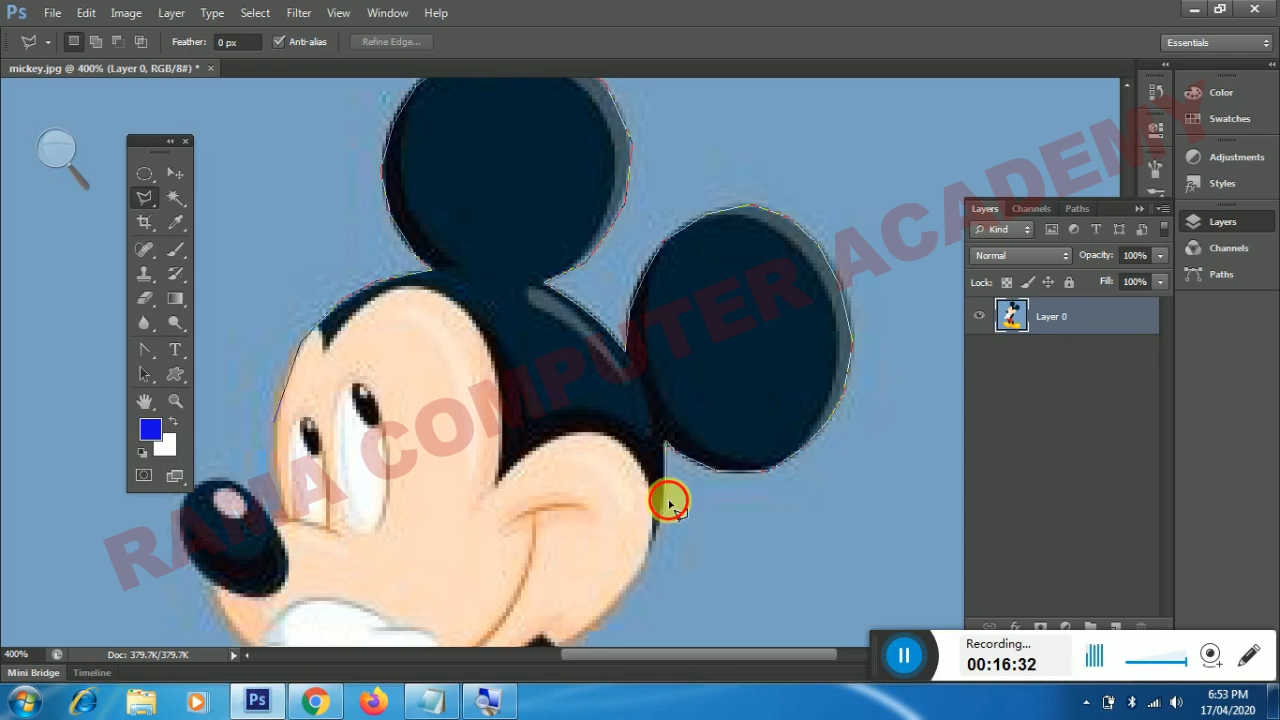 Ps File Edit Image Layer Type Select Filter View Window Help
Feather: 0 px Anti-alias Refine Edge... Essentials
mickey.jpg @ 400% (Layer 0, RGB/8#) * ×
Color
Swatches
Adjustments
Styles
Layers
Channels
Paths
Layers Channels Paths
Kind
Normal Opacity: 100%
Lock: Fill: 100%
Layer 0
RAMA COMPUTER ACADEMY
400% Doc: 379.7K/379.7K
Mini Bridge Timeline
Recording...
00:16:32
Ps
6:53 PM
17/04/2020